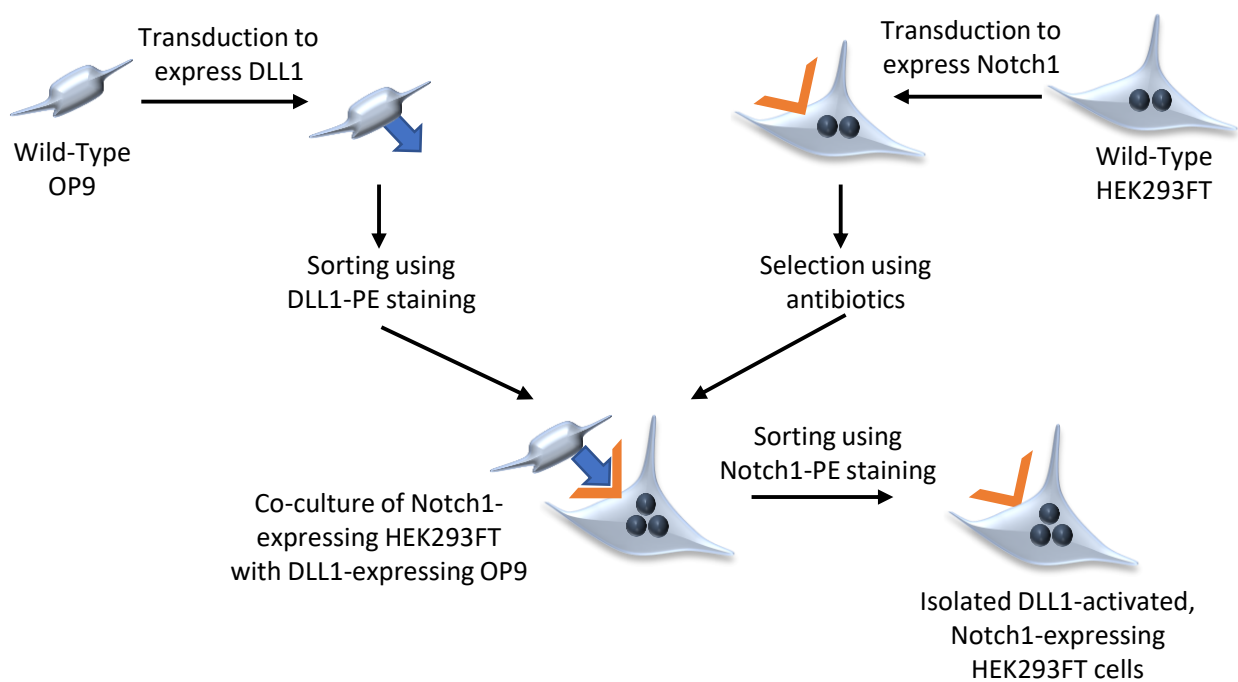 Transduction to
express DLL1
Transduction to
express Notch1
Wild-Type
OP9
Wild-Type
HEK293FT
Sorting using
DLL1-PE staining
Selection using
antibiotics
Sorting using
Notch1-PE staining
Co-culture of Notch1-
expressing HEK293FT
with DLL1-expressing OP9
Isolated DLL1-activated,
Notch1-expressing
HEK293FT cells